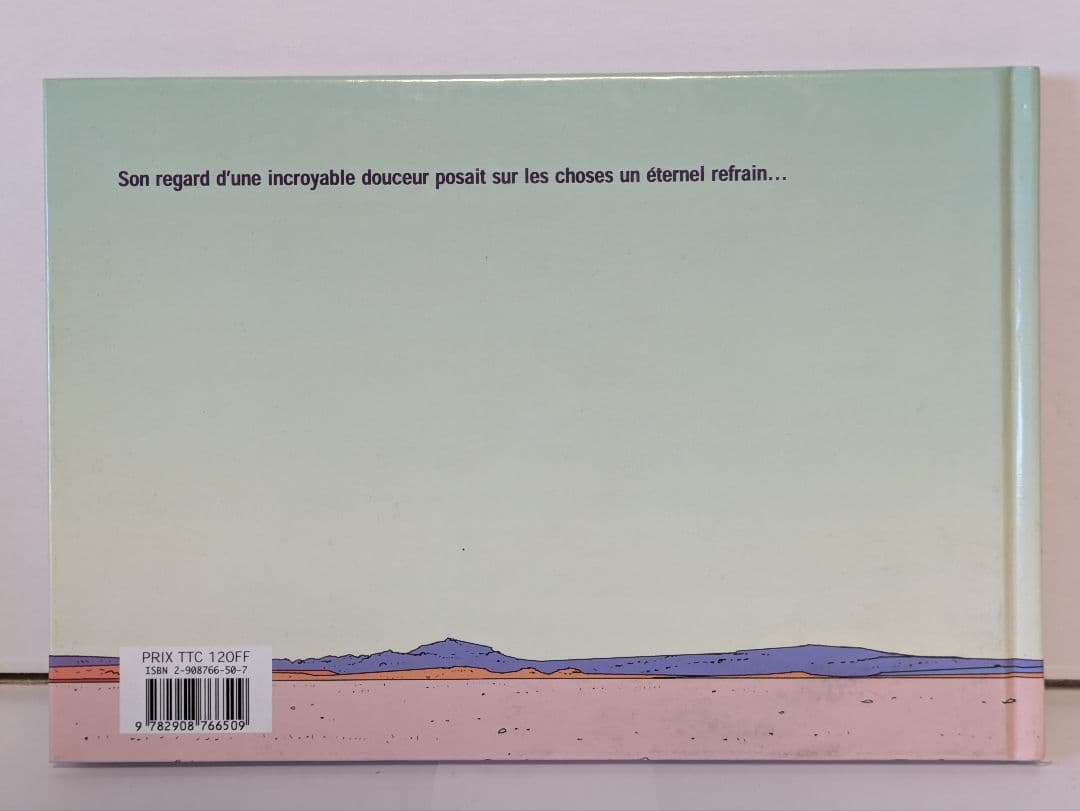 Son regard d'une incroyable douceur posait sur les choses un éternel refrain...
PRIX TTC 120FF
ISBN 2-908766-50-7
9 782908 766509